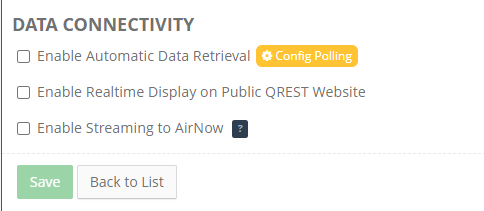 DATA CONNECTIVITY
Enable Automatic Data Retrieval Config Polling
Enable Realtime Display on Public QREST Website
Enable Streaming to AirNow ?
Save Back to List